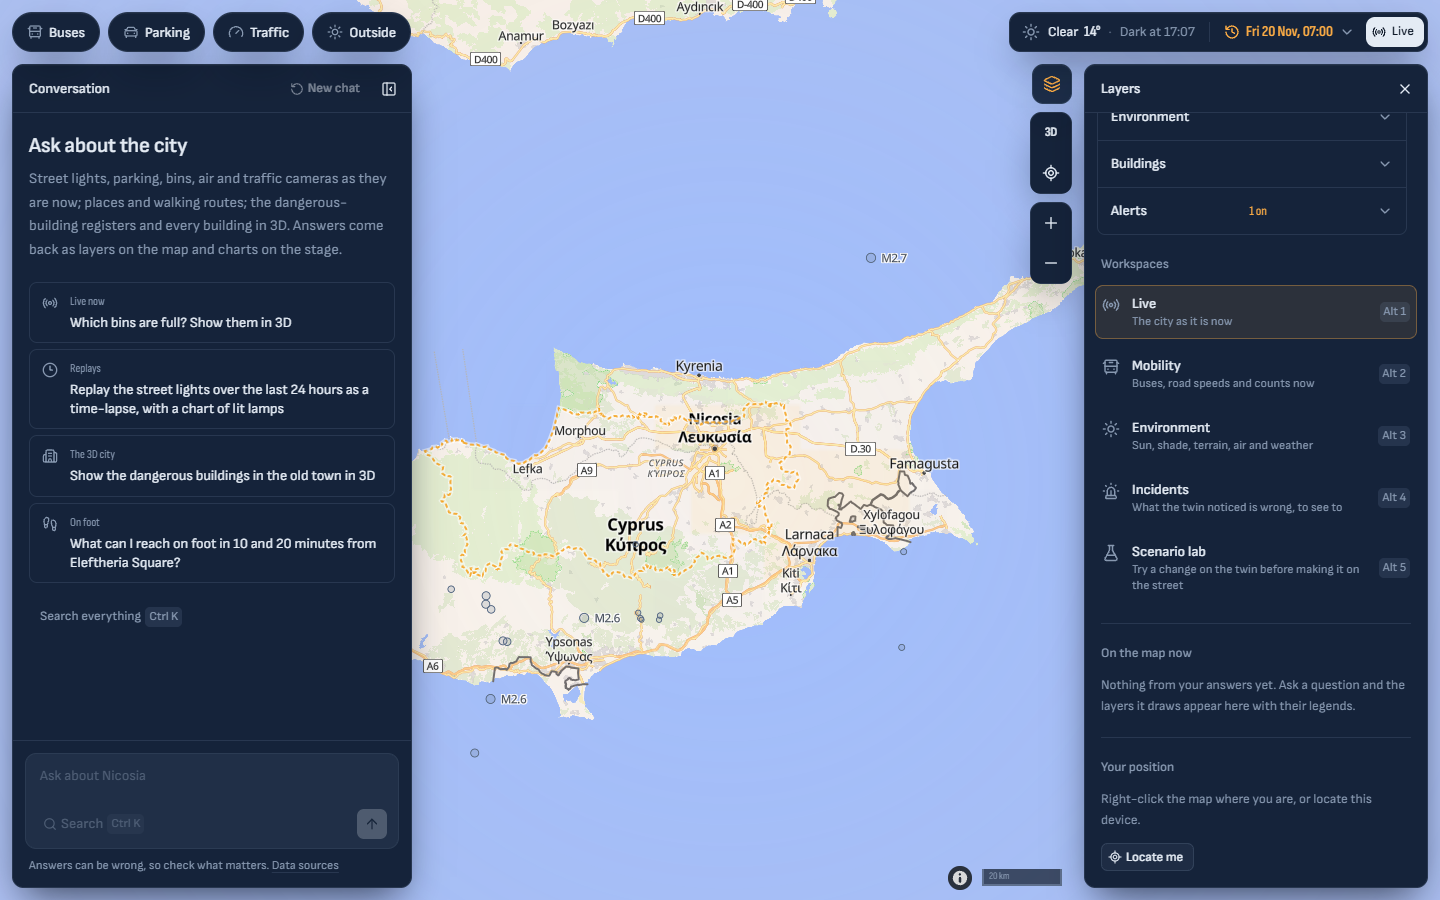 Buses
Parking
Traffic
Outside
Clear 14° · Dark at 17:07
Fri 20 Nov, 07:00
Live
Conversation
New chat
Ask about the city
Street lights, parking, bins, air and traffic cameras as they
are now; places and walking routes; the dangerous-
building registers and every building in 3D. Answers come
back as layers on the map and charts on the stage.
Live now
Which bins are full? Show them in 3D
Replays
Replay the street lights over the last 24 hours as a
time-lapse, with a chart of lit lamps
The 3D city
Show the dangerous buildings in the old town in 3D
On foot
What can I reach on foot in 10 and 20 minutes from
Eleftheria Square?
Search everything Ctrl K
Ask about Nicosia
Search Ctrl K
Answers can be wrong, so check what matters. Data sources
Aydıncık
D400
D-400
Bozyazı
Anamur
D400
M2.7
Kyrenia
Nicosia
Λευκωσία
Morphou
Lefka
A9
CYPRUS
ΚΥΠΡΟΣ
A1
D.30
Famagusta
Cyprus
Κύπρος
A2
Xylofagou
Ξυλοφάγου
Larnaca
Λάρνακα
A1
Kiti
Κίτι
A5
M2.6
Ypsonas
Ύψωνας
A6
M2.6
20 km
3D
Layers
Environment
Buildings
Alerts
1 on
Workspaces
Live
The city as it is now
Alt 1
Mobility
Buses, road speeds and counts now
Alt 2
Environment
Sun, shade, terrain, air and weather
Alt 3
Incidents
What the twin noticed is wrong, to see to
Alt 4
Scenario lab
Try a change on the twin before making it on
the street
Alt 5
On the map now
Nothing from your answers yet. Ask a question and the
layers it draws appear here with their legends.
Your position
Right-click the map where you are, or locate this
device.
Locate me